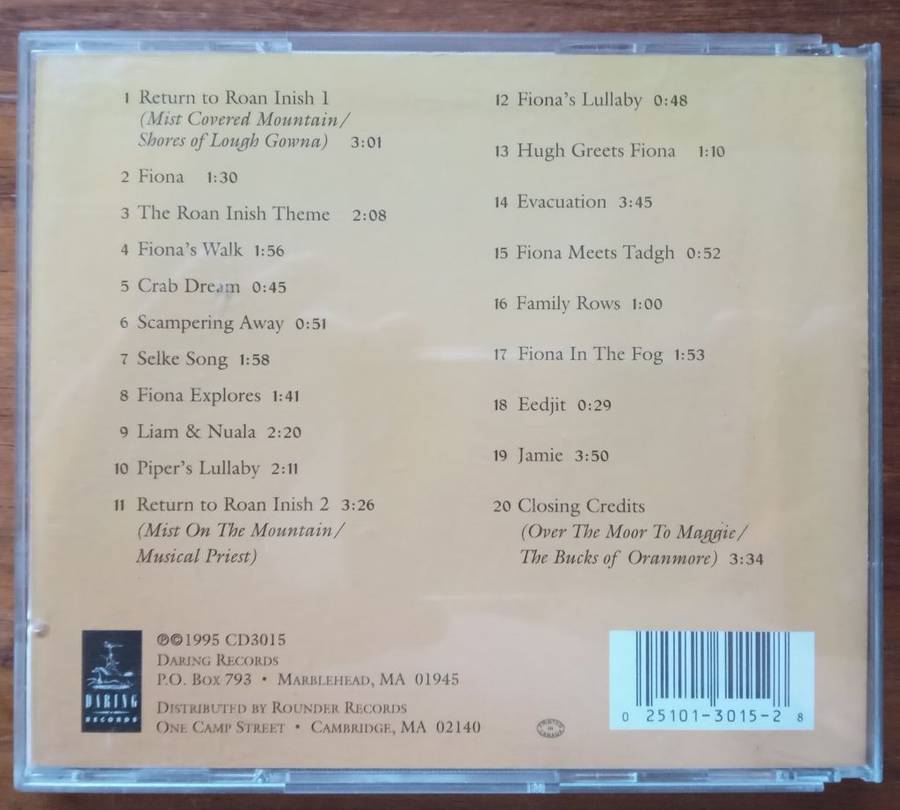 1 Return to Roan Inish 1
(Mist Covered Mountain/
Shores of Lough Gowna) 3:01
2 Fiona 1:30
3 The Roan Inish Theme 2:08
4 Fiona's Walk 1:56
5 Crab Dream 0:45
6 Scampering Away 0:51
7 Selke Song 1:58
8 Fiona Explores 1:41
9 Liam & Nuala 2:20
10 Piper's Lullaby 2:11
11 Return to Roan Inish 2 3:26
(Mist On The Mountain/
Musical Priest)
12 Fiona's Lullaby 0:48
13 Hugh Greets Fiona 1:10
14 Evacuation 3:45
15 Fiona Meets Tadgh 0:52
16 Family Rows 1:00
17 Fiona In The Fog 1:53
18 Eedjit 0:29
19 Jamie 3:50
20 Closing Credits
(Over The Moor To Maggie/
The Bucks of Oranmore) 3:34
DARING
RECORDS
℗©1995 CD3015
DARING RECORDS
P.O. BOX 793 • MARBLEHEAD, MA 01945
DISTRIBUTED BY ROUNDER RECORDS
ONE CAMP STREET • CAMBRIDGE, MA 02140
PRINTED
IN
CANADA
0 25101-3015-2 8